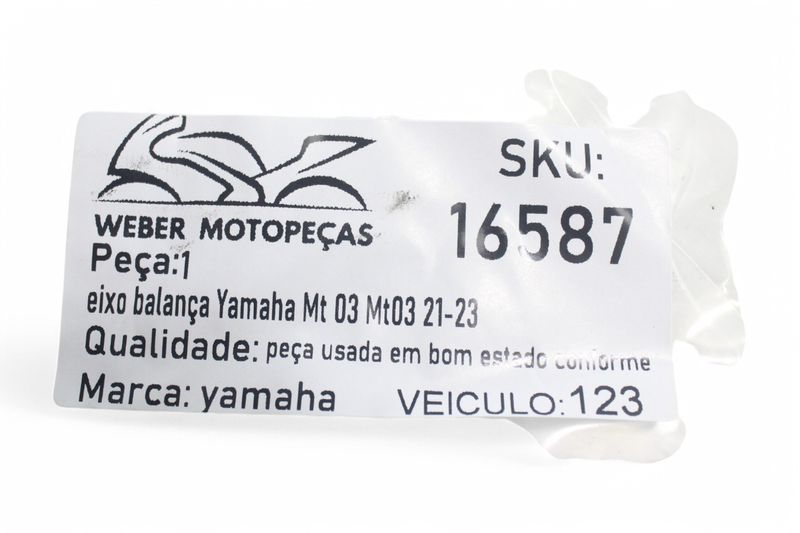 WEBER MOTOPEÇAS
SKU:
16587
Peça:1
eixo balança Yamaha Mt 03 Mt03 21-23
Qualidade: peça usada em bom estado conforme
Marca: yamaha
VEICULO:123